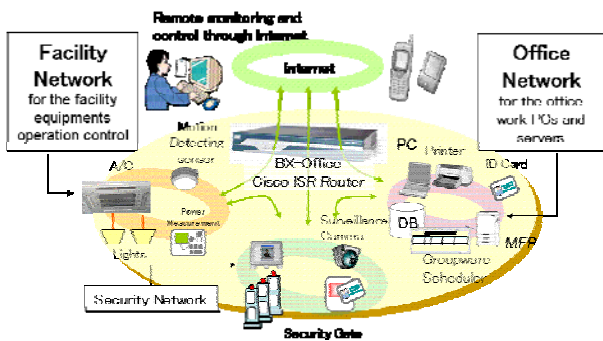 Remote monitoring and
control through Internet
Facility
Network
for the facility
equipments
operation control
Internet
Office
Network
for the office
work PCs and
servers
Motion
Detecting
sensor
BX-Office
Cisco ISR Router
PC
Printer
ID Card
A/C
Power
Measurement
Lights
Surveillance
Camera
DB
MFP
Groupware
Scheduler
Security Network
Security Gate